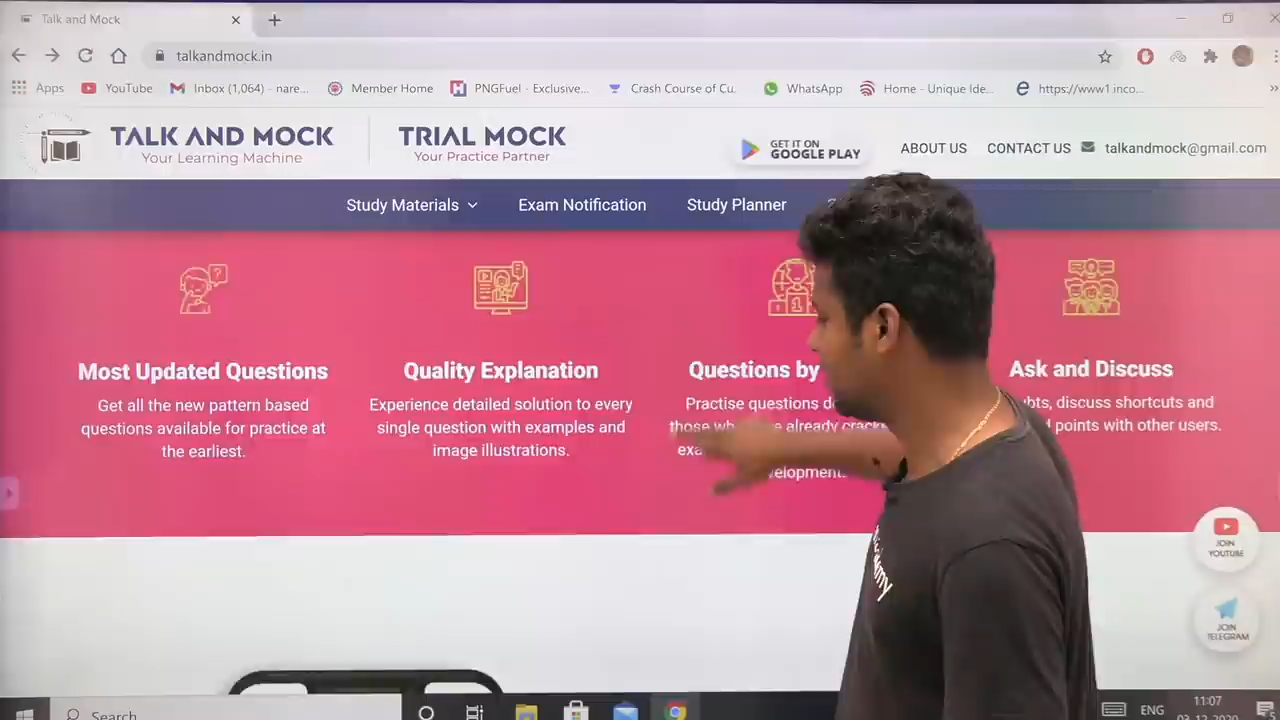 Talk and Mock
talkandmock.in
Apps
YouTube
Inbox (1,064) - nare...
Member Home
PNGFuel - Exclusive...
Crash Course of Cu.
WhatsApp
Home - Unique Ide...
https://www1.inco...
TALK AND MOCK
Your Learning Machine
TRIAL MOCK
Your Practice Partner
GET IT ON
GOOGLE PLAY
ABOUT US
CONTACT US
talkandmock@gmail.com
Study Materials
Exam Notification
Study Planner
Most Updated Questions
Get all the new pattern based
questions available for practice at
the earliest.
Quality Explanation
Experience detailed solution to every
single question with examples and
image illustrations.
Questions by
Practise questions
those already
Ask and Discuss
discuss shortcuts and
points with other users.
JOIN
YOUTUBE
JOIN
TELEGRAM
Search
ENG
11:07
03-12-2020